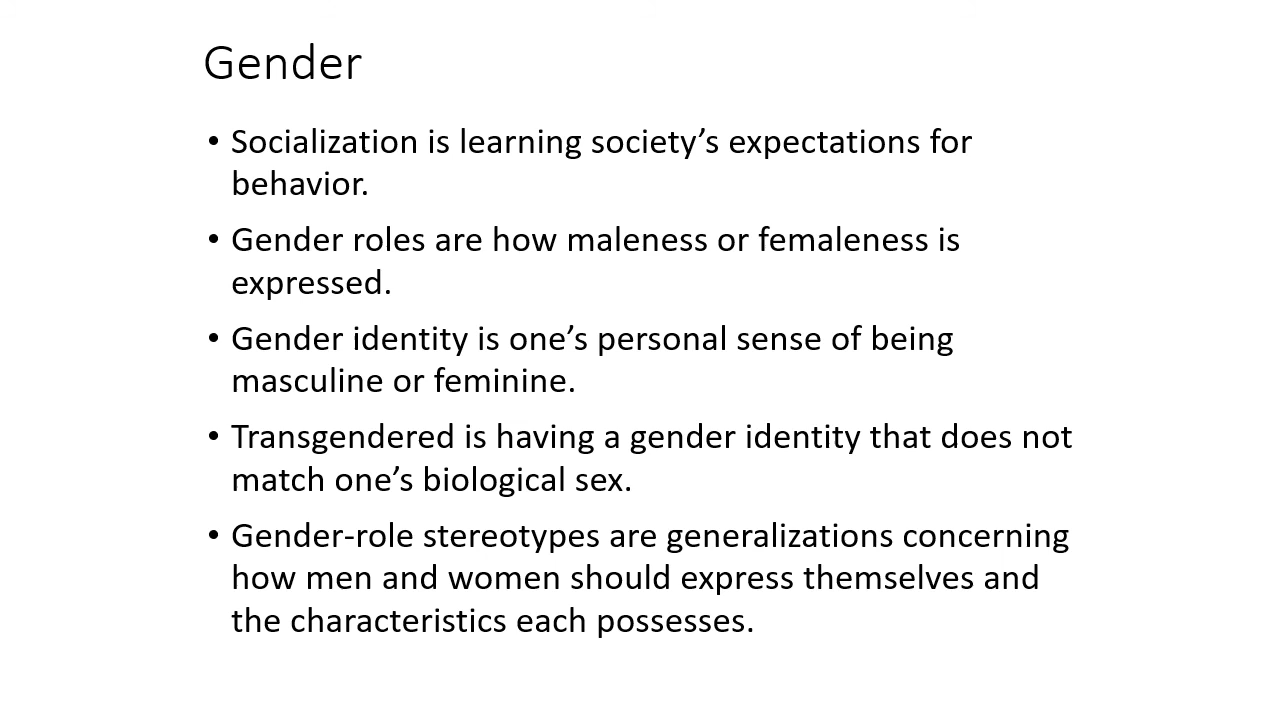 Gender
• Socialization is learning society’s expectations for
behavior.
• Gender roles are how maleness or femaleness is
expressed.
• Gender identity is one’s personal sense of being
masculine or feminine.
• Transgendered is having a gender identity that does not
match one’s biological sex.
• Gender-role stereotypes are generalizations concerning
how men and women should express themselves and
the characteristics each possesses.